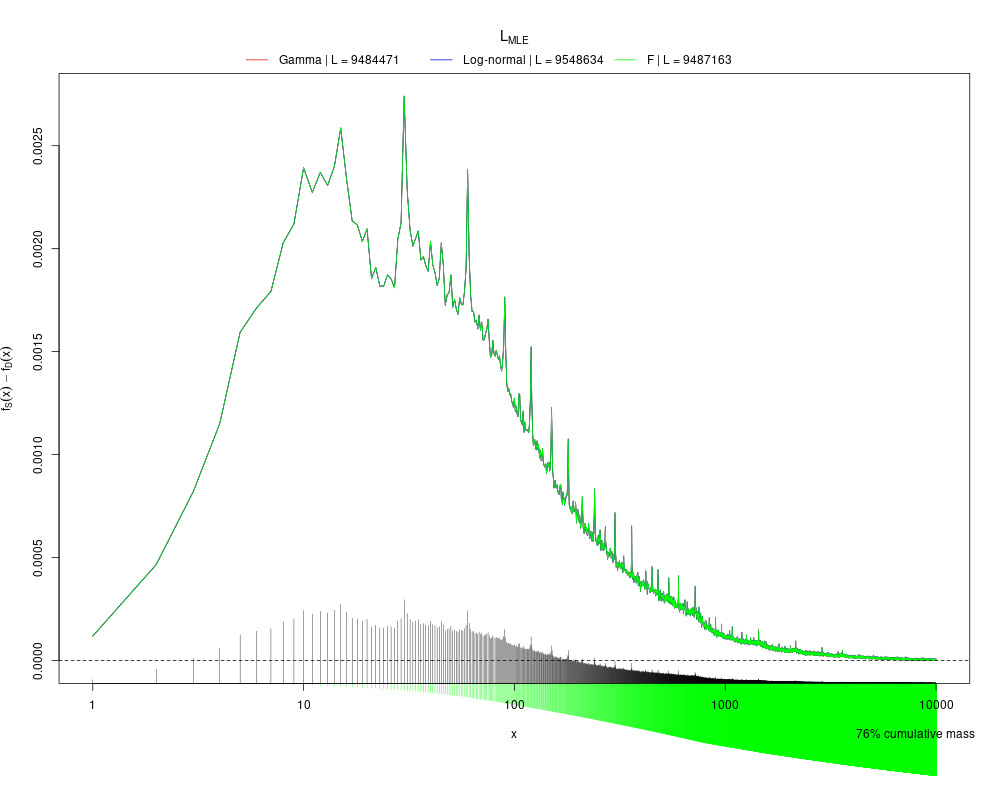 L_MLE
Gamma | L = 9484471 Log-normal | L = 9548634 F | L = 9487163
f_S(x) − f_D(x)
0.0025
0.0020
0.0015
0.0010
0.0005
0.0000
1 10 100 1000 10000
x
76% cumulative mass